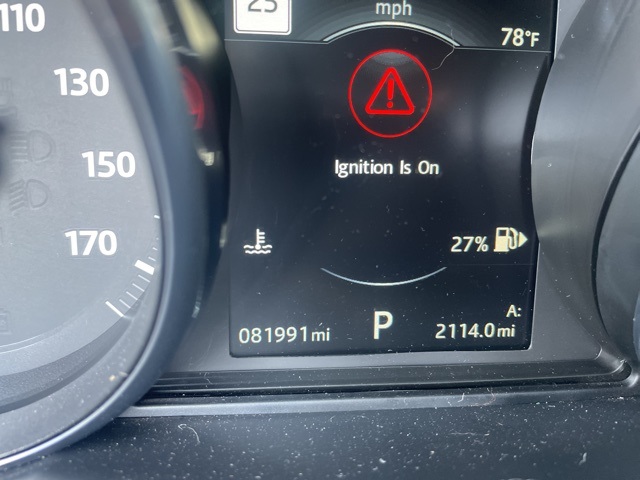 110
130
150
170
25
mph
78°F
Ignition Is On
27%
081991mi
P
A:
2114.0mi